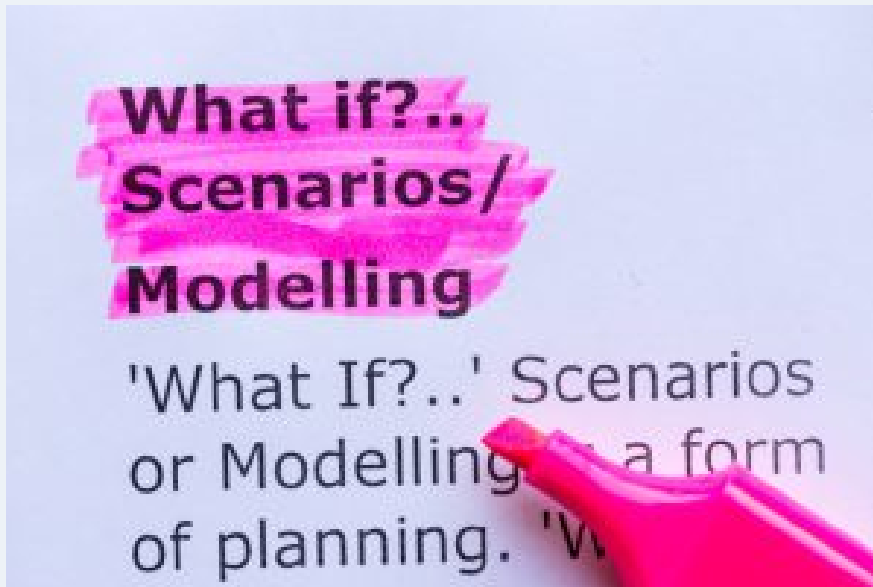 What if?..
Scenarios/
Modelling
'What If?..' Scenarios
or Modelling a form
of planning.